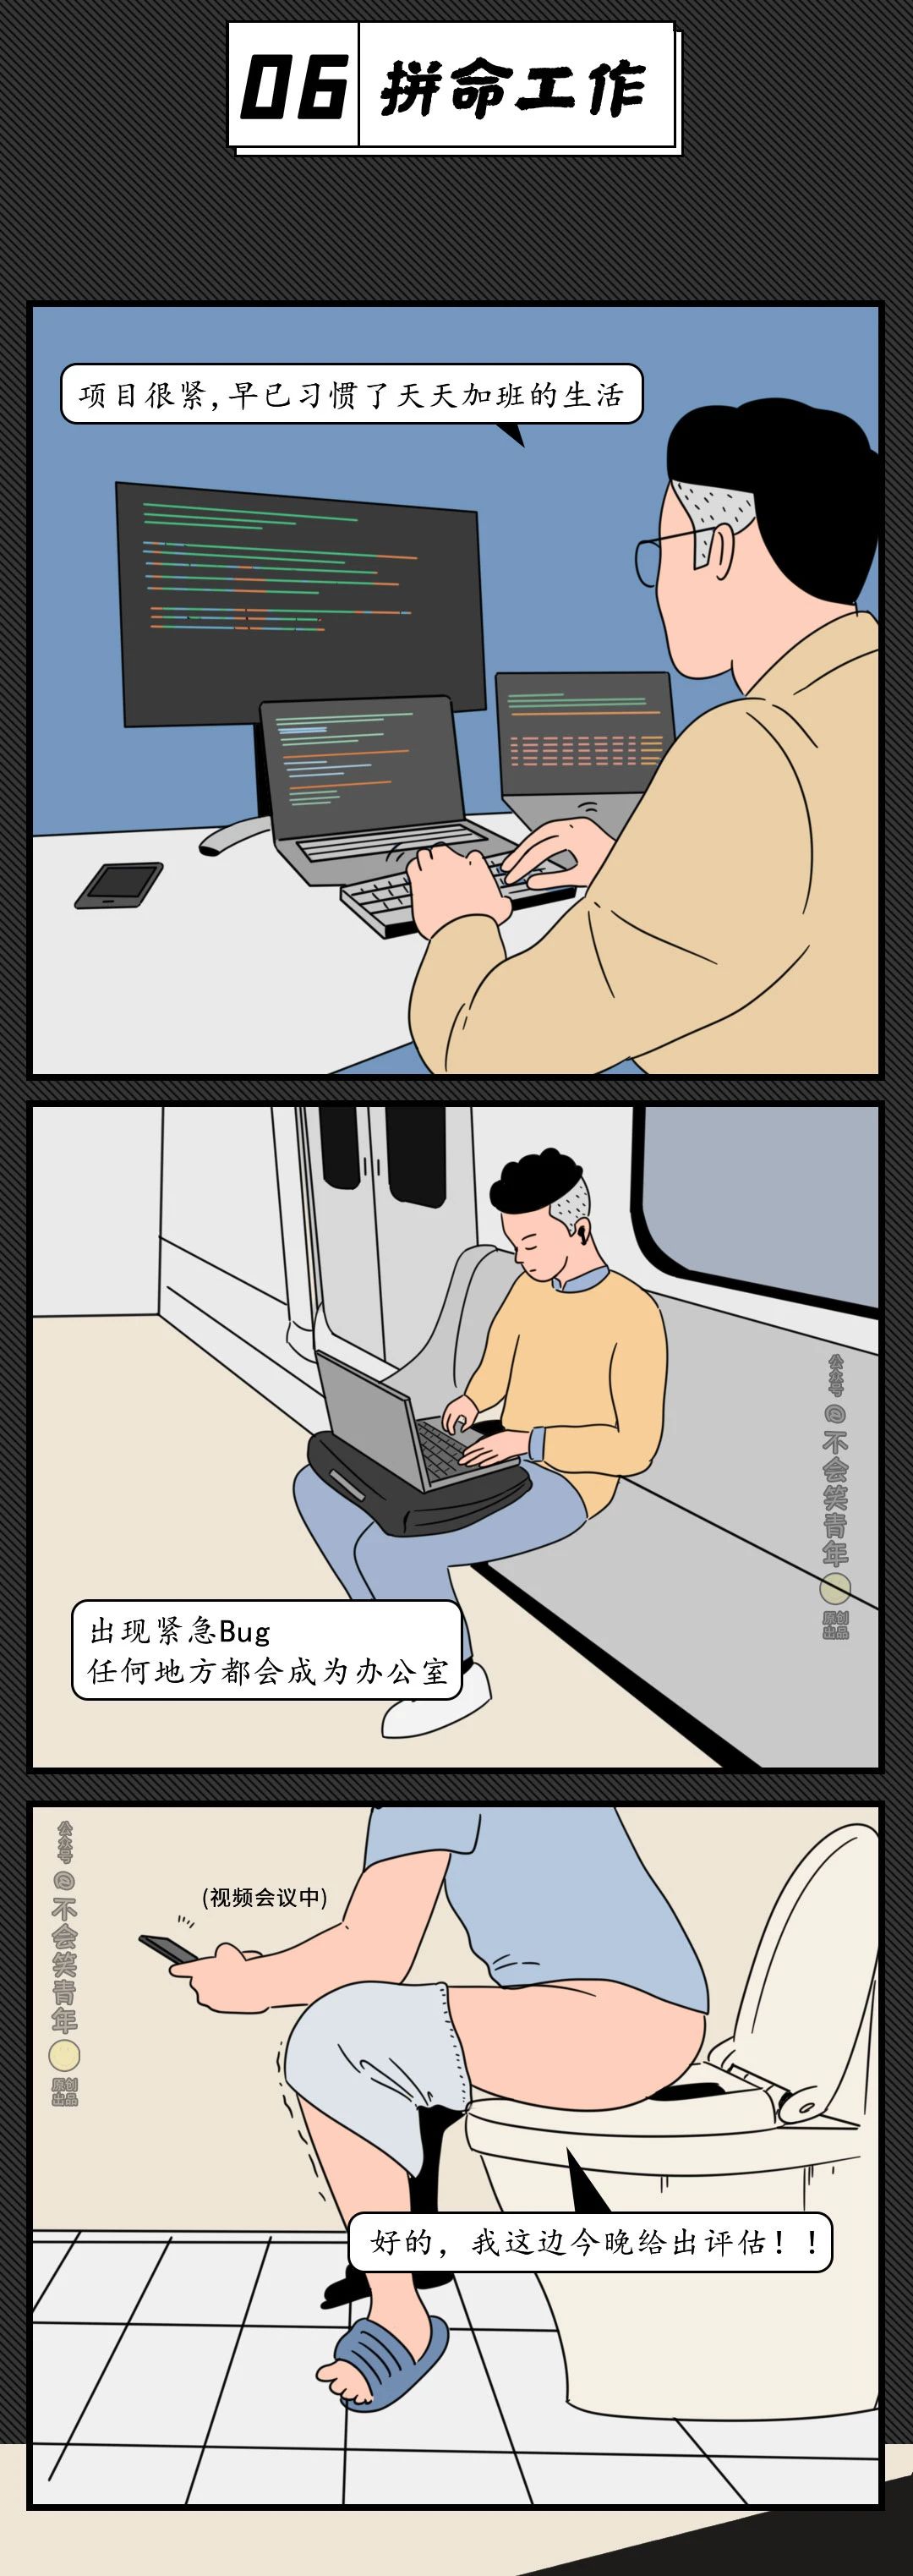 06 拼命工作
项目很紧,早已习惯了天天加班的生活
出现紧急Bug
任何地方都会成为办公室
公众号@不会笑青年 原创出品
(视频会议中)
公众号@不会笑青年 原创出品
好的，我这边今晚给出评估！！